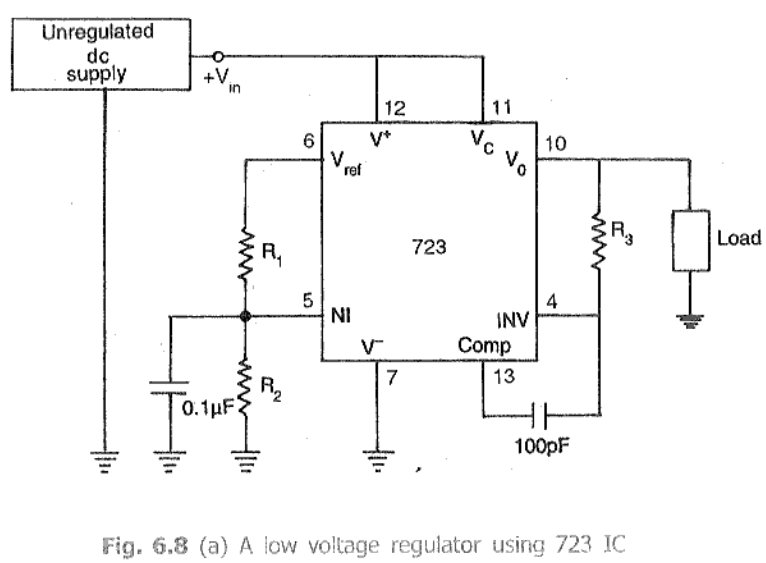 Unregulated
dc
supply
+Vin
12
11
6
V+
VC
10
Vref
V0
R1
723
R3
Load
5
NI
INV
4
V−
Comp
R2
7
13
0.1μF
100pF
Fig. 6.8 (a) A low voltage regulator using 723 IC